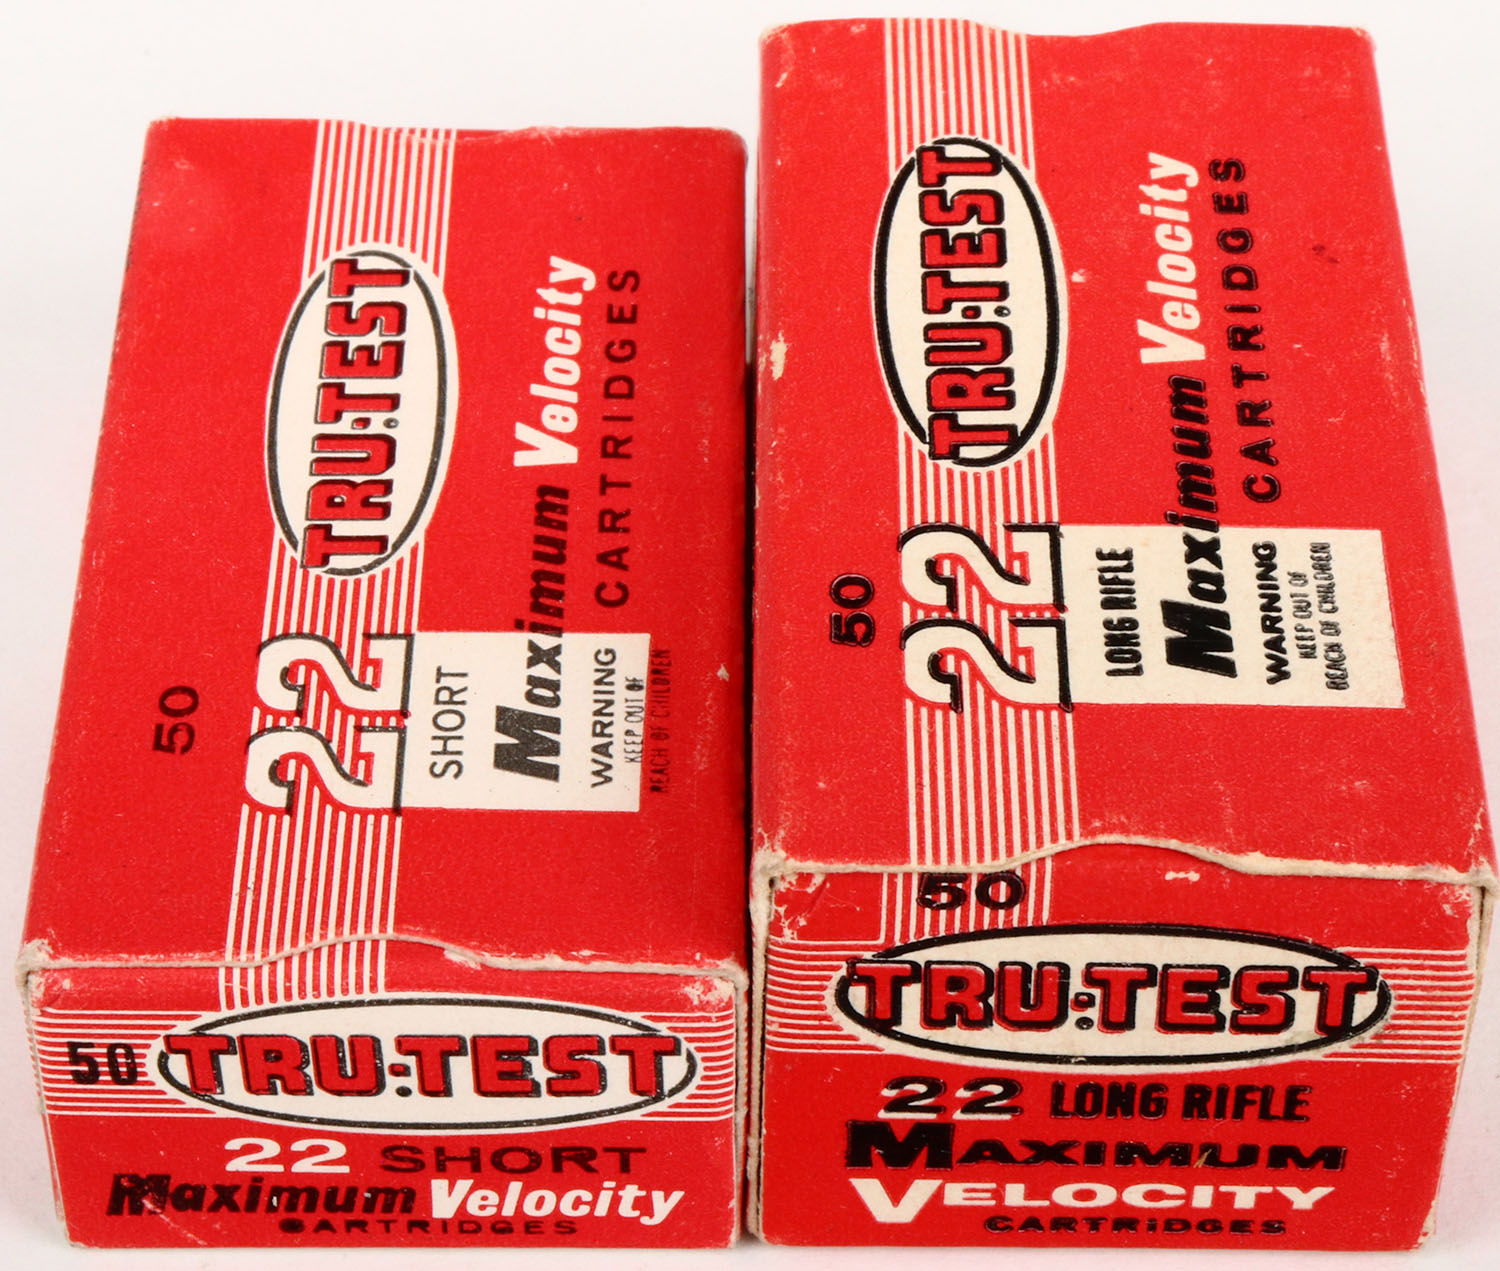 50
TRU·TEST
22
SHORT
Maximum Velocity
CARTRIDGES
WARNING
KEEP OUT OF
REACH OF CHILDREN
50 TRU·TEST
22 SHORT
Maximum Velocity
CARTRIDGES
50
TRU·TEST
22
LONG RIFLE
Maximum Velocity
CARTRIDGES
WARNING
KEEP OUT OF
REACH OF CHILDREN
50
TRU·TEST
22 LONG RIFLE
MAXIMUM
VELOCITY
CARTRIDGES